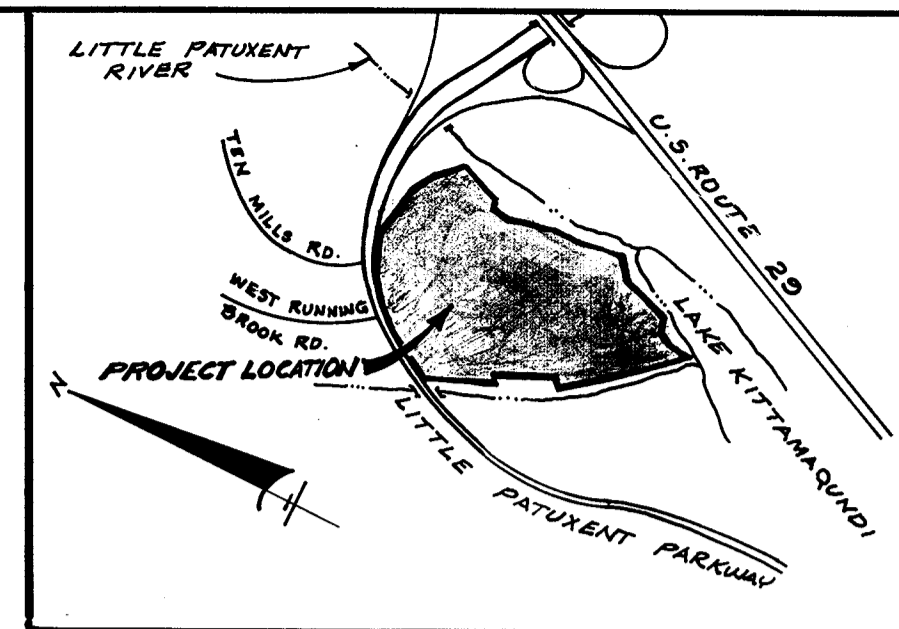 LITTLE PATUXENT
RIVER
U.S. ROUTE 29
TEN MILLS RD.
WEST RUNNING
BROOK RD.
PROJECT LOCATION
LAKE KITTAMAQUNDI
N
LITTLE PATUXENT PARKWAY